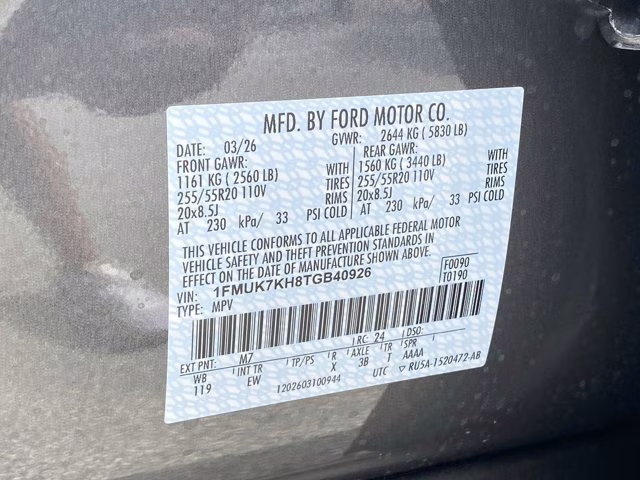 MFD. BY FORD MOTOR CO.
DATE: 03/26 GVWR: 2644 KG ( 5830 LB)
FRONT GAWR: REAR GAWR:
1161 KG ( 2560 LB) WITH 1560 KG ( 3440 LB) WITH
255/55R20 110V TIRES 255/55R20 110V TIRES
20x8.5J RIMS 20x8.5J RIMS
AT 230 kPa/ 33 PSI COLD AT 230 kPa/ 33 PSI COLD
THIS VEHICLE CONFORMS TO ALL APPLICABLE FEDERAL MOTOR
VEHICLE SAFETY AND THEFT PREVENTION STANDARDS IN
EFFECT ON THE DATE OF MANUFACTURE SHOWN ABOVE.
VIN: 1FMUK7KH8TGB40926 F0090
TYPE: MPV T0190
EXT PNT: M7 RC: 24 DSO:
WB INT TR TP/PS R AXLE TR SPR
119 EW X 3B T AAAA
1202603100944 UTC RU5A-1520472-AB